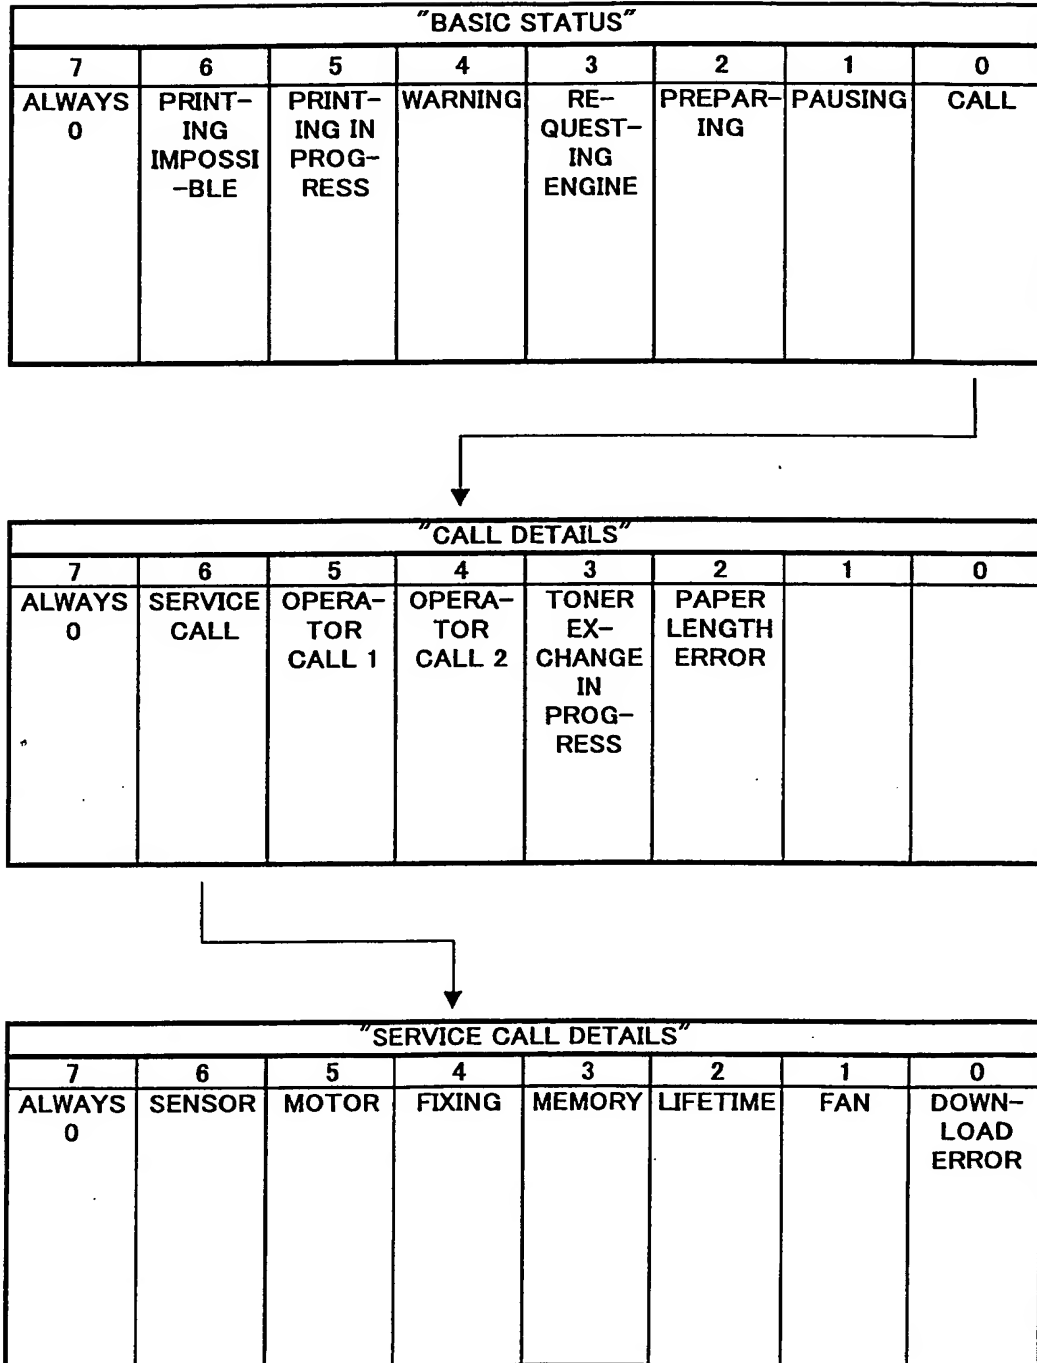 "BASIC STATUS"
7 6 5 4 3 2 1 0
ALWAYS PRINT- PRINT- WARNING RE- PREPAR- PAUSING CALL
0 ING ING IN QUEST- ING
IMPOSSI PROG- ING
-BLE RESS ENGINE
"CALL DETAILS"
7 6 5 4 3 2 1 0
ALWAYS SERVICE OPERA- OPERA- TONER PAPER
0 CALL TOR TOR EX- LENGTH
CALL 1 CALL 2 CHANGE ERROR
IN
PROG-
RESS
"SERVICE CALL DETAILS"
7 6 5 4 3 2 1 0
ALWAYS SENSOR MOTOR FIXING MEMORY LIFETIME FAN DOWN-
0 LOAD
ERROR